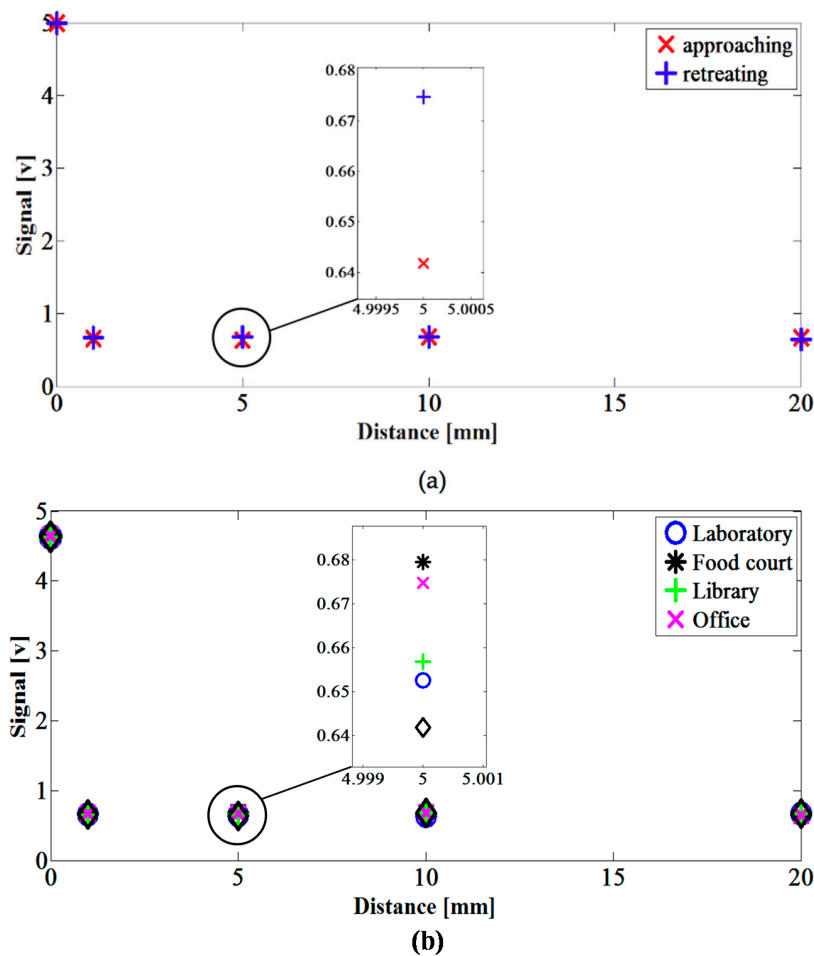 5
4
3
2
1
0
Signal [v]
approaching
retreating
0.68
0.67
0.66
0.65
0.64
4.9995 5 5.0005
0 5 10 15 20
Distance [mm]
(a)
5
4
3
2
1
0
Signal [v]
Laboratory
Food court
Library
Office
0.68
0.67
0.66
0.65
0.64
4.999 5 5.001
0 5 10 15 20
Distance [mm]
(b)